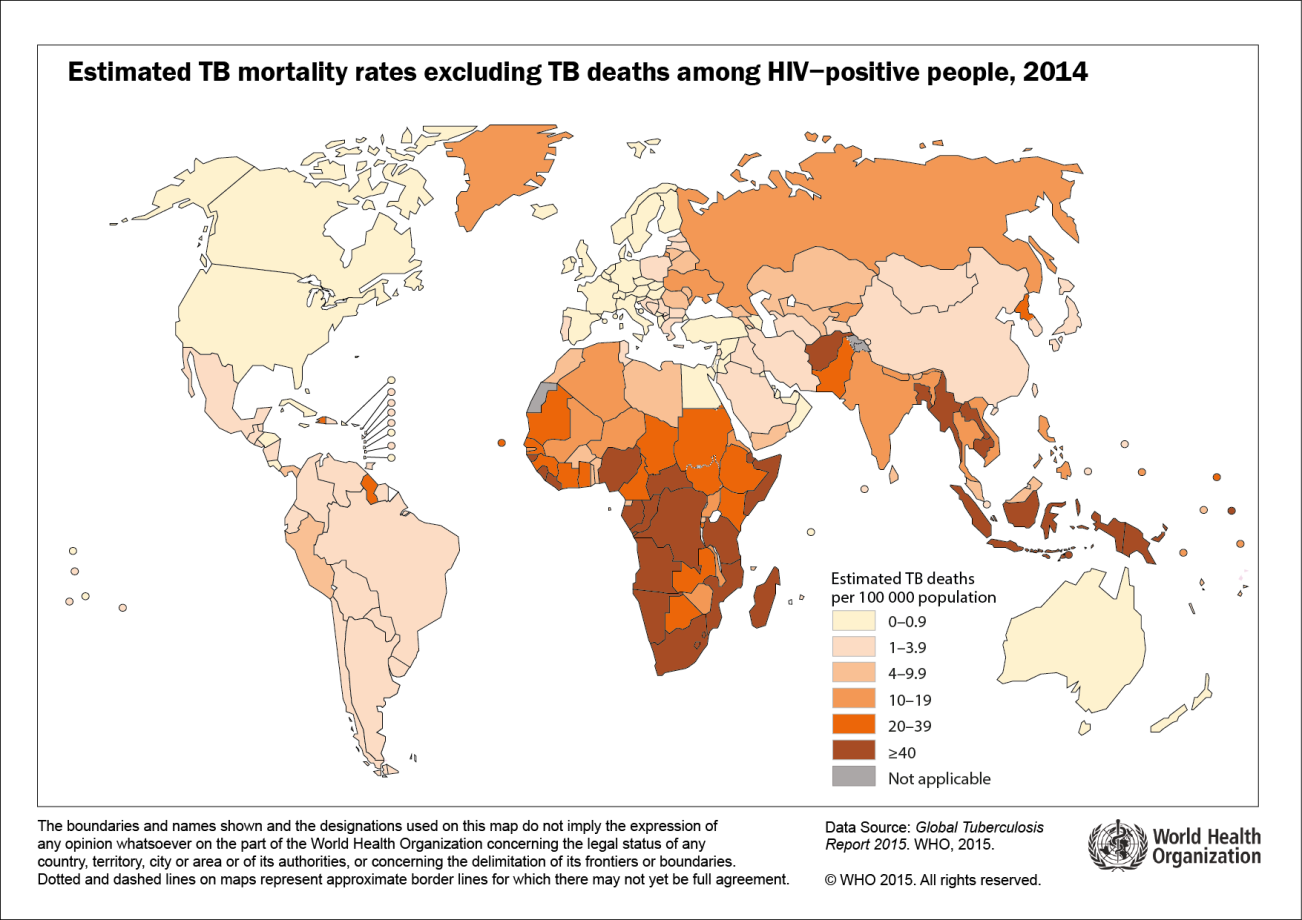 Estimated TB mortality rates excluding TB deaths among HIV−positive people, 2014
Estimated TB deaths
per 100 000 population
0–0.9
1–3.9
4–9.9
10–19
20–39
≥40
Not applicable
The boundaries and names shown and the designations used on this map do not imply the expression of
any opinion whatsoever on the part of the World Health Organization concerning the legal status of any
country, territory, city or area or of its authorities, or concerning the delimitation of its frontiers or boundaries.
Dotted and dashed lines on maps represent approximate border lines for which there may not yet be full agreement.
Data Source: Global Tuberculosis
Report 2015. WHO, 2015.
© WHO 2015. All rights reserved.
World Health
Organization